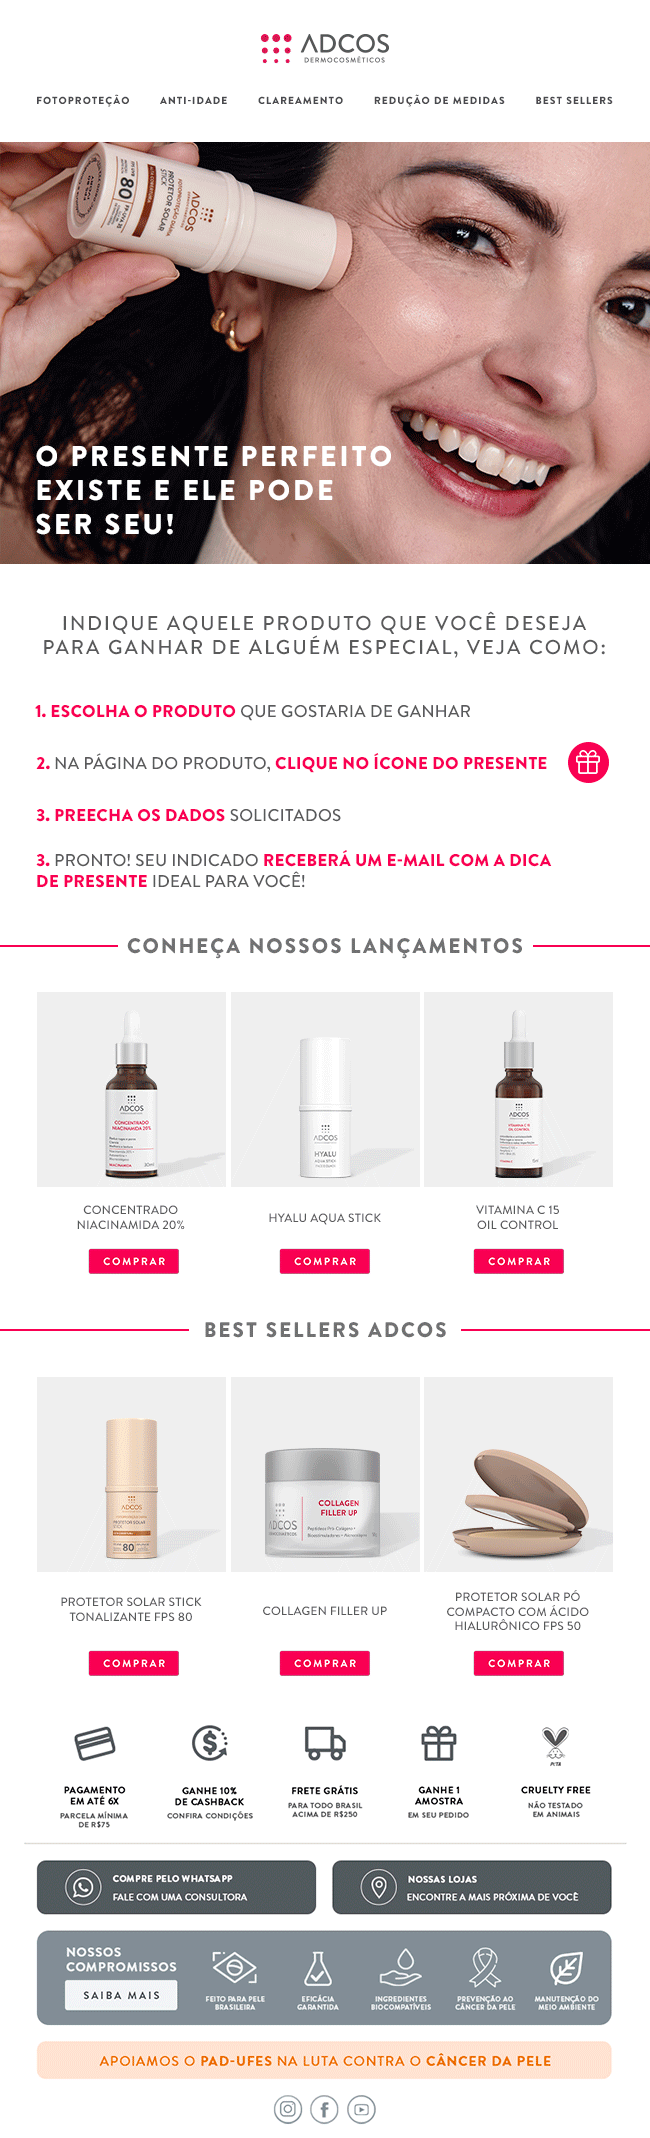 ADCOS
DERMOCOSMÉTICOS
FOTOPROTEÇÃO
ANTI-IDADE
CLAREAMENTO
REDUÇÃO DE MEDIDAS
BEST SELLERS
ADCOS
FOTOPROTEÇÃO DIÁRIA
PROTETOR SOLAR
STICK
80
O PRESENTE PERFEITO
EXISTE E ELE PODE
SER SEU!
INDIQUE AQUELE PRODUTO QUE VOCÊ DESEJA
PARA GANHAR DE ALGUÉM ESPECIAL, VEJA COMO:
1. ESCOLHA O PRODUTO QUE GOSTARIA DE GANHAR
2. NA PÁGINA DO PRODUTO, CLIQUE NO ÍCONE DO PRESENTE
3. PREECHA OS DADOS SOLICITADOS
3. PRONTO! SEU INDICADO RECEBERÁ UM E-MAIL COM A DICA
DE PRESENTE IDEAL PARA VOCÊ!
CONHEÇA NOSSOS LANÇAMENTOS
ADCOS
CONCENTRADO
NIACINAMIDA 20%
NIACINAMIDA
30ml
ADCOS
HYALU
AQUA STICK
ADCOS
VITAMINA C 15
OIL CONTROL
CONCENTRADO
NIACINAMIDA 20%
HYALU AQUA STICK
VITAMINA C 15
OIL CONTROL
COMPRAR
COMPRAR
COMPRAR
BEST SELLERS ADCOS
ADCOS
PROTETOR SOLAR
STICK
80
ADCOS
DERMOCOSMÉTICOS
COLLAGEN
FILLER UP
PROTETOR SOLAR STICK
TONALIZANTE FPS 80
COLLAGEN FILLER UP
PROTETOR SOLAR PÓ
COMPACTO COM ÁCIDO
HIALURÔNICO FPS 50
COMPRAR
COMPRAR
COMPRAR
PAGAMENTO
EM ATÉ 6X
PARCELA MÍNIMA
DE R$75
GANHE 10%
DE CASHBACK
CONFIRA CONDIÇÕES
FRETE GRÁTIS
PARA TODO BRASIL
ACIMA DE R$250
GANHE 1
AMOSTRA
EM SEU PEDIDO
PETA
CRUELTY FREE
NÃO TESTADO
EM ANIMAIS
COMPRE PELO WHATSAPP
FALE COM UMA CONSULTORA
NOSSAS LOJAS
ENCONTRE A MAIS PRÓXIMA DE VOCÊ
NOSSOS
COMPROMISSOS
SAIBA MAIS
FEITO PARA PELE
BRASILEIRA
EFICÁCIA
GARANTIDA
INGREDIENTES
BIOCOMPATÍVEIS
PREVENÇÃO AO
CÂNCER DA PELE
MANUTENÇÃO DO
MEIO AMBIENTE
APOIAMOS O PAD-UFES NA LUTA CONTRA O CÂNCER DA PELE